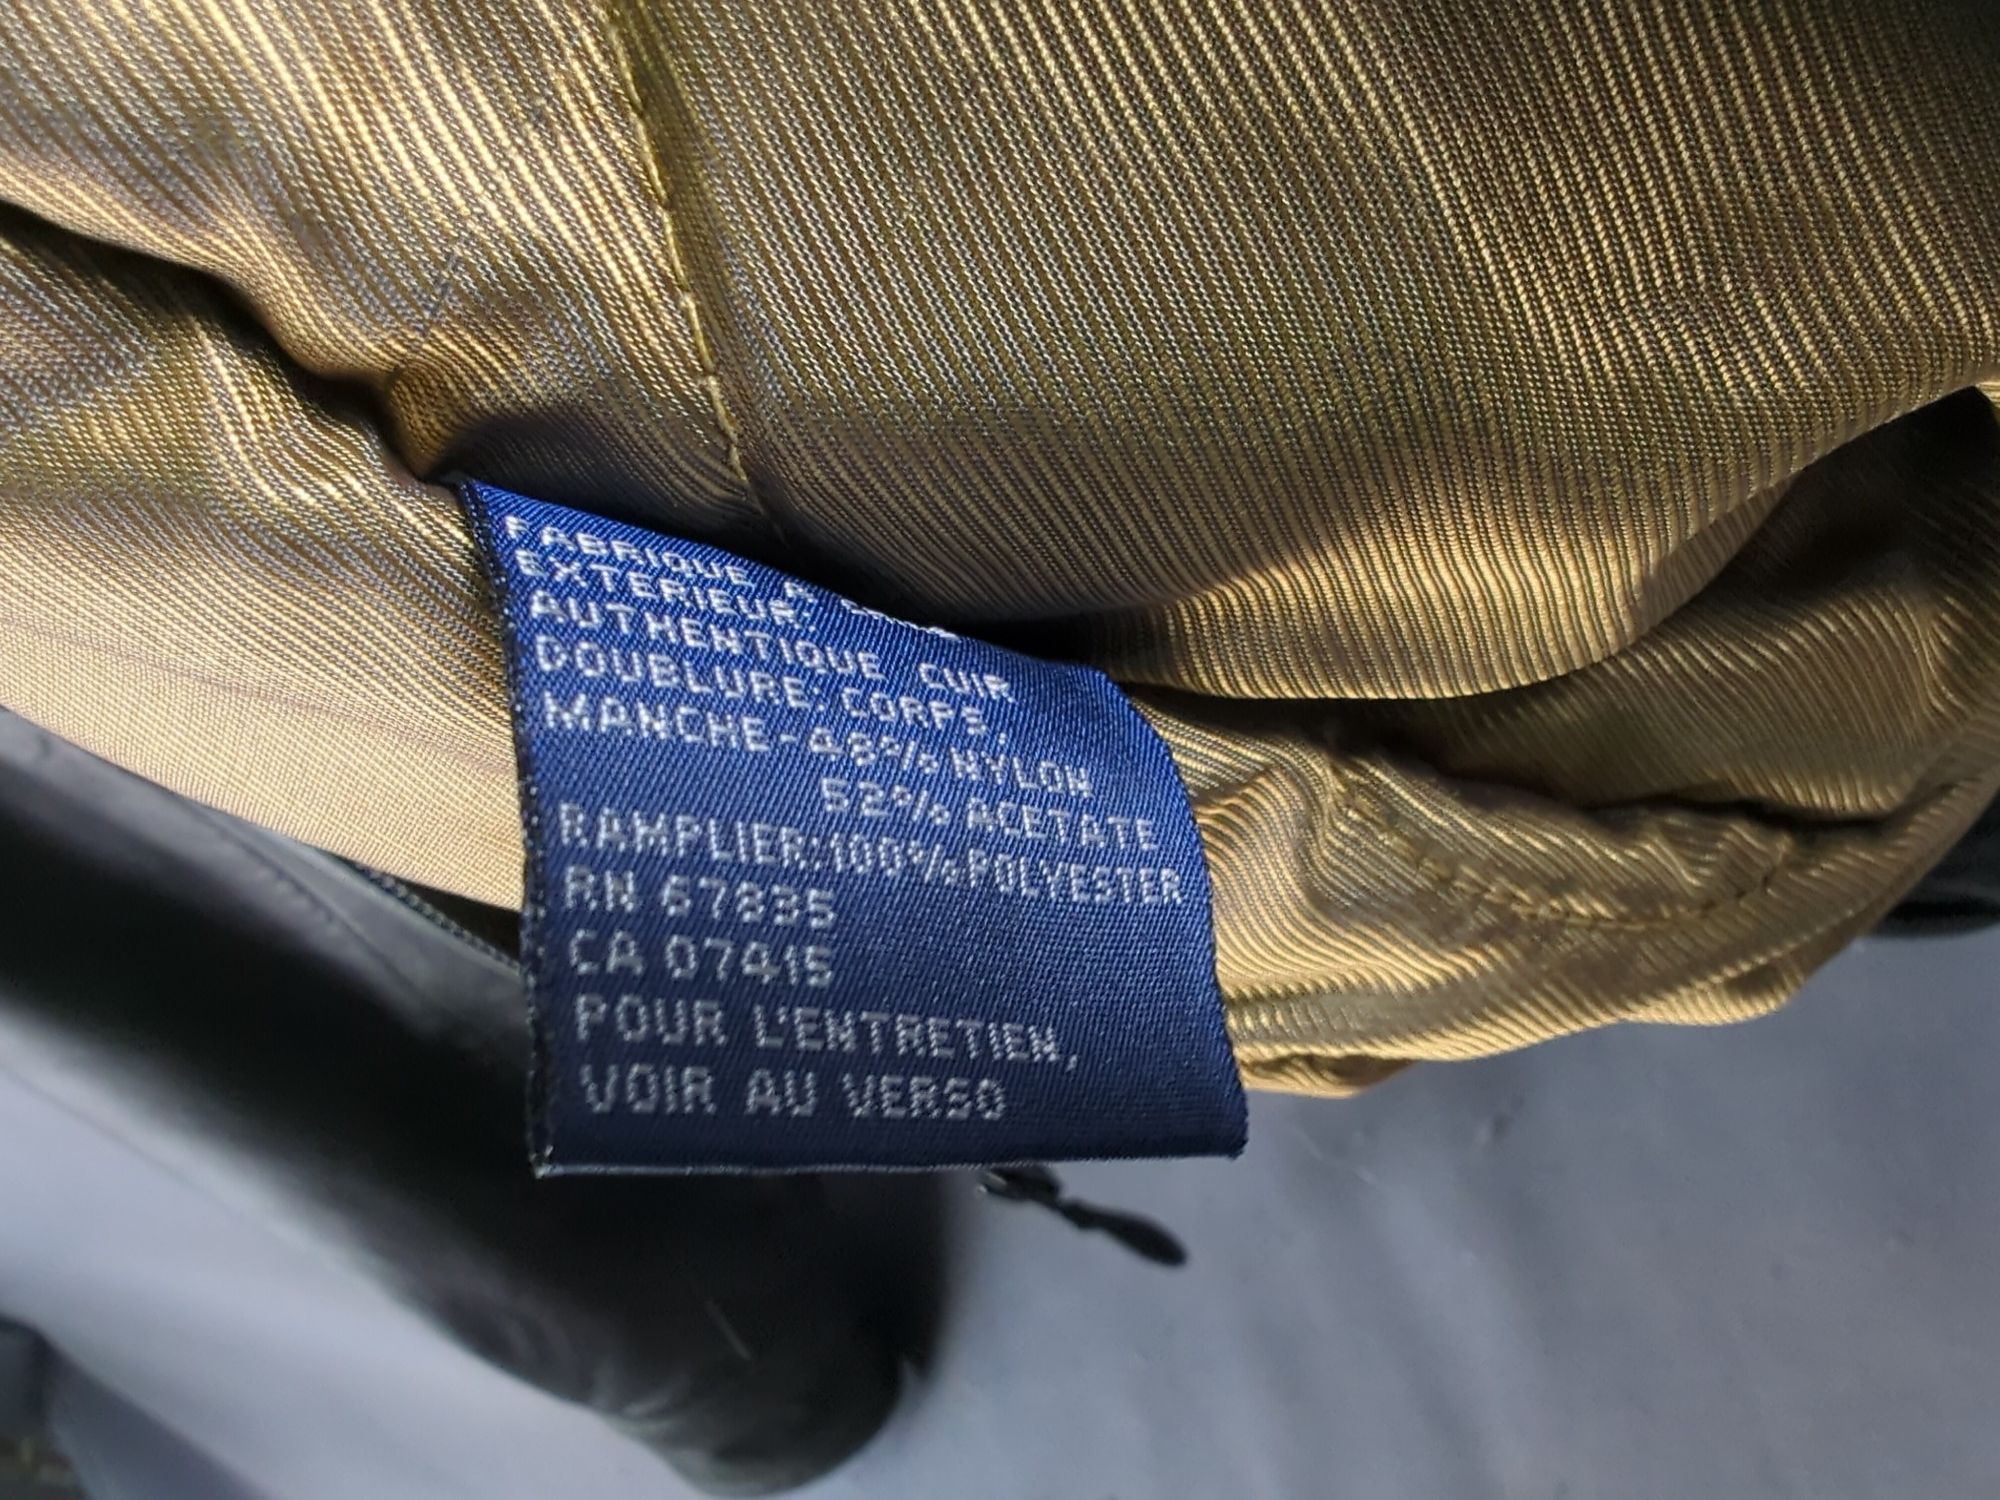 FABRIQUE A
EXTERIEUR:
AUTHENTIQUE CUIR
DOUBLURE: CORPS,
MANCHE-48% NYLON
52% ACETATE
RAMPLIER:100%POLYESTER
RN 67835
CA 07415
POUR L'ENTRETIEN,
VOIR AU VERSO